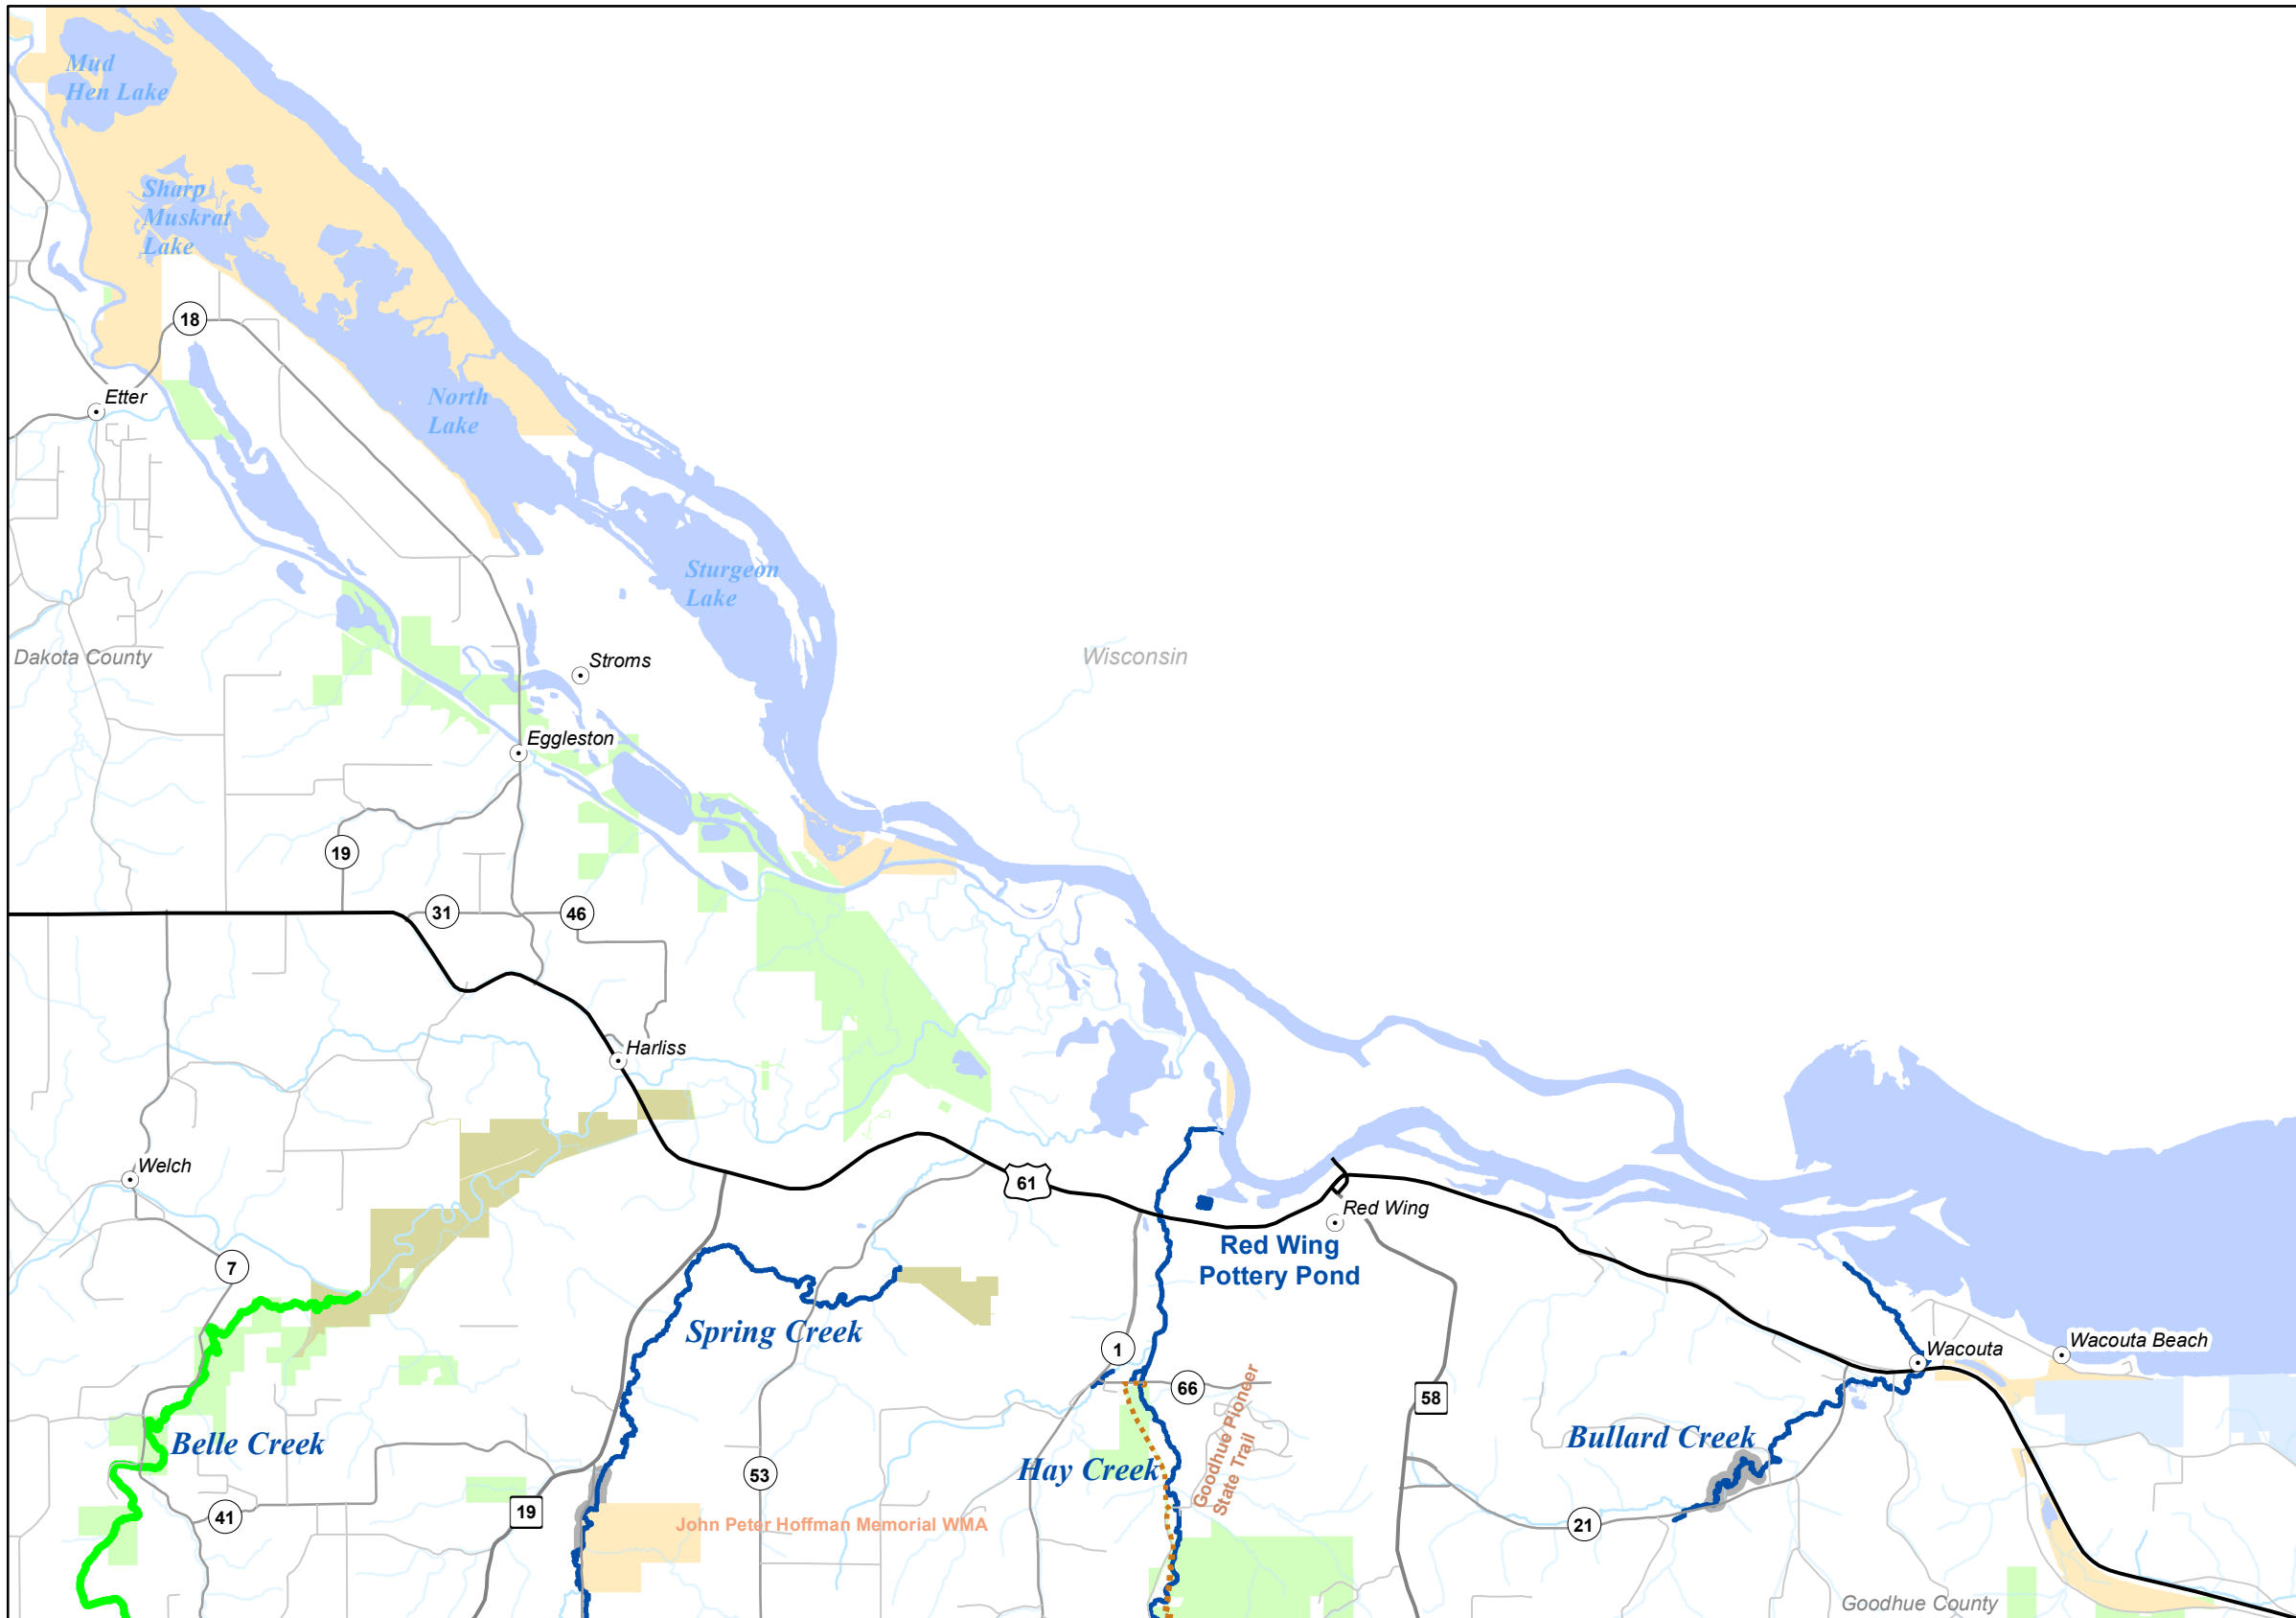 Mud
Hen Lake
Sharp
Muskrat
Lake
18
Etter
North
Lake
Sturgeon
Lake
Dakota County
Stroms
Wisconsin
Eggleston
19
31
46
Harliss
Welch
61
Red Wing
Red Wing
Pottery Pond
7
Spring Creek
1
66
Wacouta
Wacouta Beach
58
Goodhue Pioneer
State Trail
Belle Creek
Bullard Creek
Hay Creek
53
41
19
John Peter Hoffman Memorial WMA
21
Goodhue County